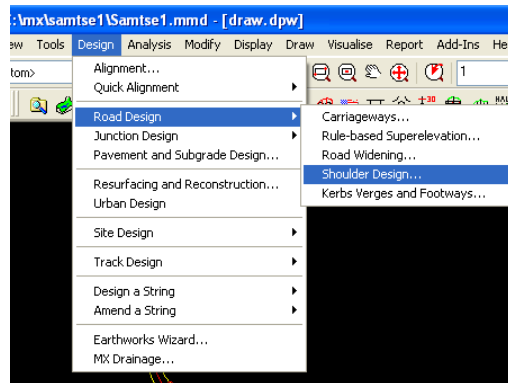 :\mx\samtse1\Samtse1.mmd - [draw.dpw]
ew Tools Design Analysis Modify Display Draw Visualise Report Add-Ins He
tom>
1
Alignment...
Quick Alignment
Road Design
Junction Design
Pavement and Subgrade Design...
Resurfacing and Reconstruction...
Urban Design
Site Design
Track Design
Design a String
Amend a String
Earthworks Wizard...
MX Drainage...
Carriageways...
Rule-based Superelevation...
Road Widening...
Shoulder Design...
Kerbs Verges and Footways...